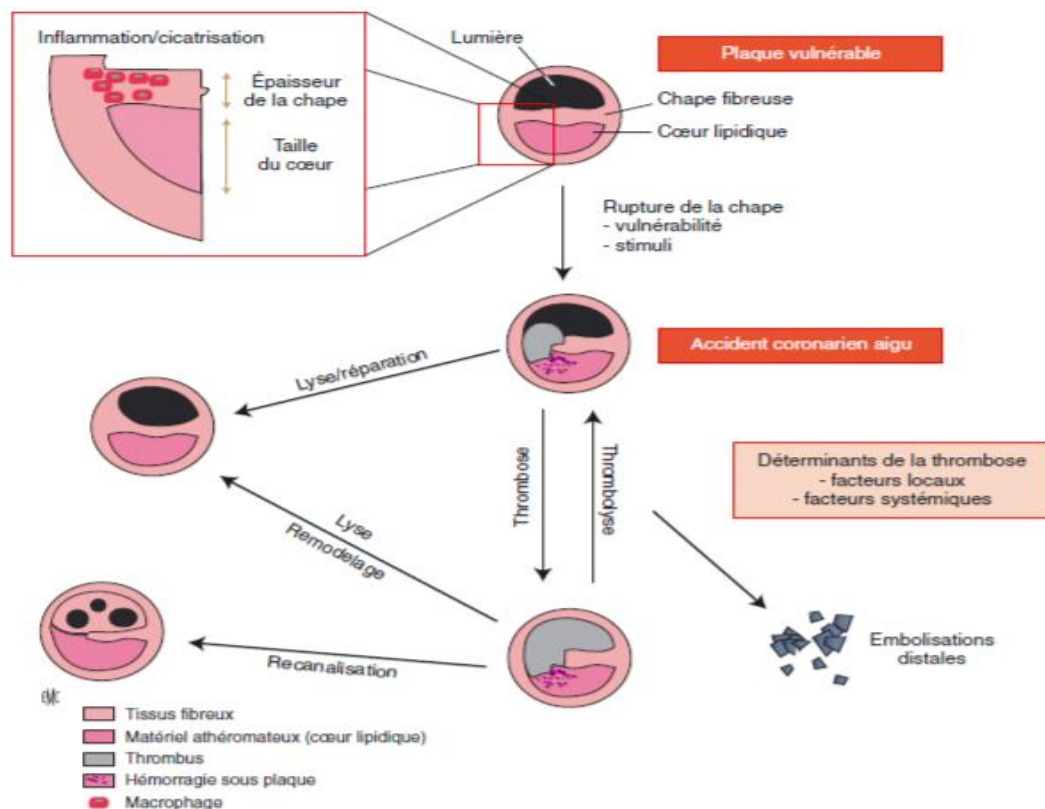 Inflammation/cicatrisation
Épaisseur
de la chape
Taille
du cœur
Lumière
Plaque vulnérable
Chape fibreuse
Cœur lipidique
Rupture de la chape
- vulnérabilité
- stimuli
Accident coronarien aigu
Lyse/réparation
Thrombose
Thrombolyse
Déterminants de la thrombose
- facteurs locaux
- facteurs systémiques
Lyse
Remodelage
Embolisations
distales
Recanalisation
EMC
Tissus fibreux
Matériel athéromateux (cœur lipidique)
Thrombus
Hémorragie sous plaque
Macrophage